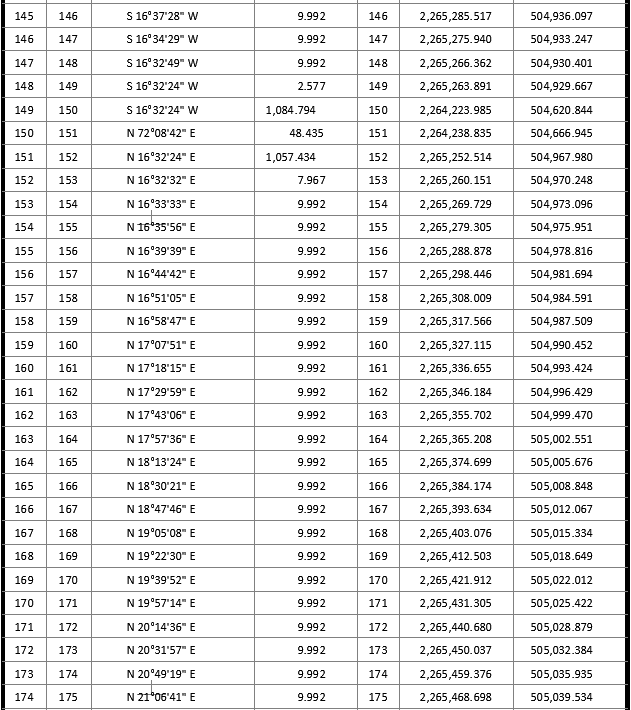 145 146 S 16°37'28" W 9.992 146 2,265,285.517 504,936.097
146 147 S 16°34'29" W 9.992 147 2,265,275.940 504,933.247
147 148 S 16°32'49" W 9.992 148 2,265,266.362 504,930.401
148 149 S 16°32'24" W 2.577 149 2,265,263.891 504,929.667
149 150 S 16°32'24" W 1,084.794 150 2,264,223.985 504,620.844
150 151 N 72°08'42" E 48.435 151 2,264,238.835 504,666.945
151 152 N 16°32'24" E 1,057.434 152 2,265,252.514 504,967.980
152 153 N 16°32'32" E 7.967 153 2,265,260.151 504,970.248
153 154 N 16°33'33" E 9.992 154 2,265,269.729 504,973.096
154 155 N 16°35'56" E 9.992 155 2,265,279.305 504,975.951
155 156 N 16°39'39" E 9.992 156 2,265,288.878 504,978.816
156 157 N 16°44'42" E 9.992 157 2,265,298.446 504,981.694
157 158 N 16°51'05" E 9.992 158 2,265,308.009 504,984.591
158 159 N 16°58'47" E 9.992 159 2,265,317.566 504,987.509
159 160 N 17°07'51" E 9.992 160 2,265,327.115 504,990.452
160 161 N 17°18'15" E 9.992 161 2,265,336.655 504,993.424
161 162 N 17°29'59" E 9.992 162 2,265,346.184 504,996.429
162 163 N 17°43'06" E 9.992 163 2,265,355.702 504,999.470
163 164 N 17°57'36" E 9.992 164 2,265,365.208 505,002.551
164 165 N 18°13'24" E 9.992 165 2,265,374.699 505,005.676
165 166 N 18°30'21" E 9.992 166 2,265,384.174 505,008.848
166 167 N 18°47'46" E 9.992 167 2,265,393.634 505,012.067
167 168 N 19°05'08" E 9.992 168 2,265,403.076 505,015.334
168 169 N 19°22'30" E 9.992 169 2,265,412.503 505,018.649
169 170 N 19°39'52" E 9.992 170 2,265,421.912 505,022.012
170 171 N 19°57'14" E 9.992 171 2,265,431.305 505,025.422
171 172 N 20°14'36" E 9.992 172 2,265,440.680 505,028.879
172 173 N 20°31'57" E 9.992 173 2,265,450.037 505,032.384
173 174 N 20°49'19" E 9.992 174 2,265,459.376 505,035.935
174 175 N 21°06'41" E 9.992 175 2,265,468.698 505,039.534